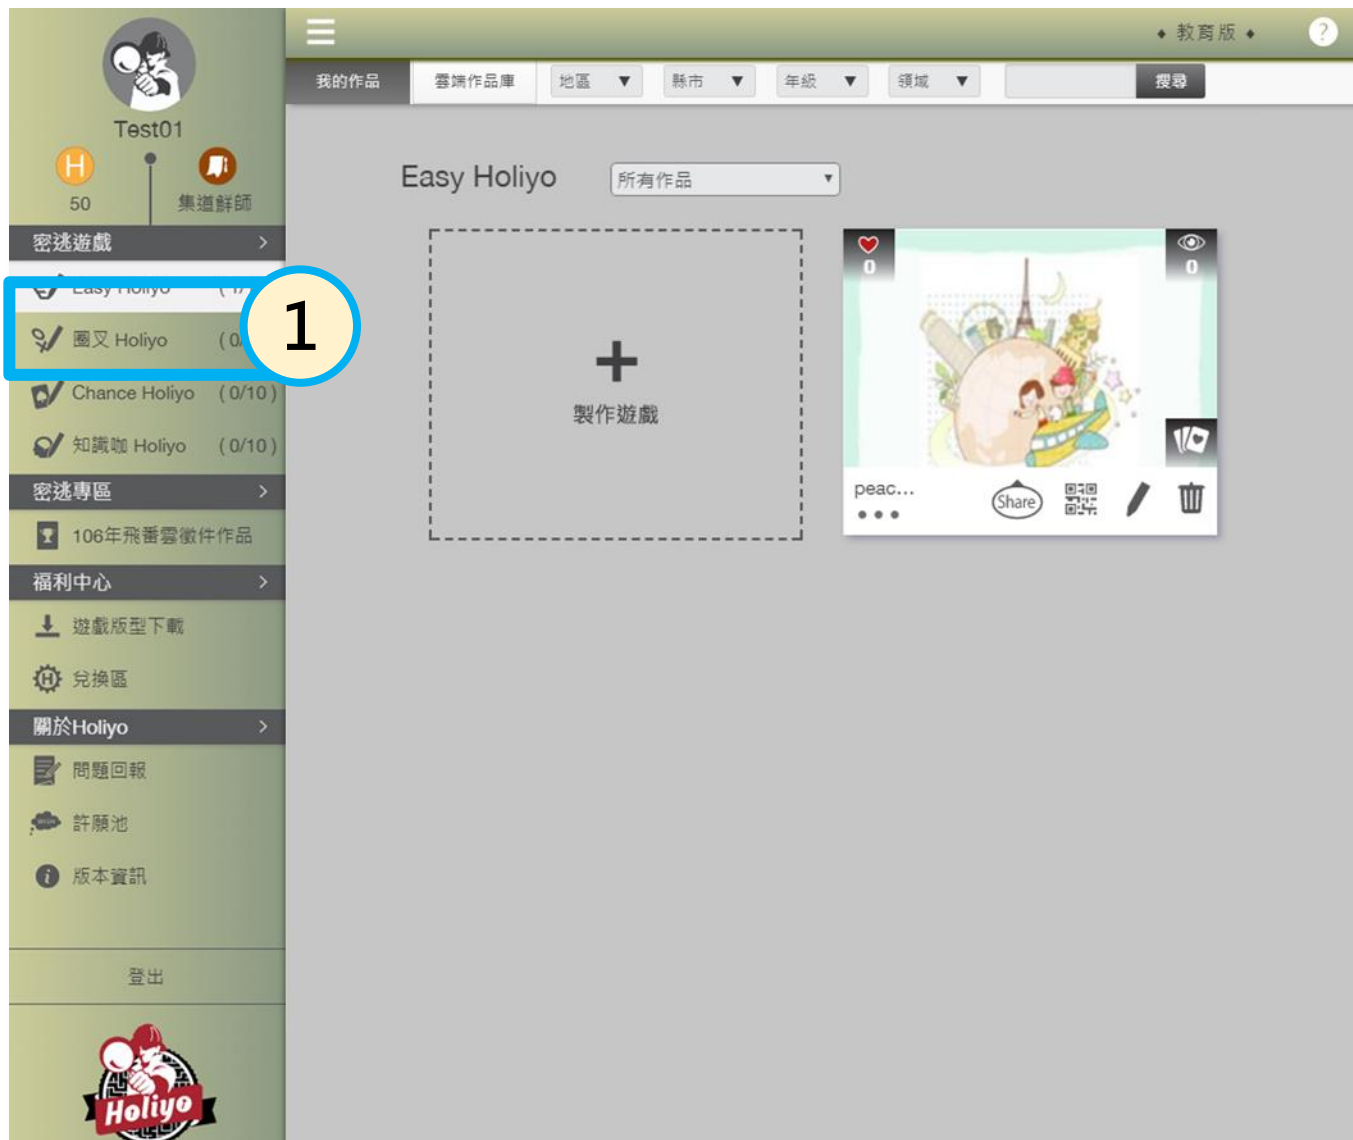 Test01
H
50
集道鮮師
密逃遊戲 >
Easy Holiyo
圈叉 Holiyo
1
Chance Holiyo (0/10)
知識咖 Holiyo (0/10)
密逃專區 >
106年飛番雲徵件作品
福利中心 >
遊戲版型下載
兌換區
關於Holiyo >
問題回報
許願池
版本資訊
登出
Holiyo
♦ 教育版 ♦ ?
我的作品 雲端作品庫 地區 ▼ 縣市 ▼ 年級 ▼ 領域 ▼ 搜尋
Easy Holiyo 所有作品 ▼
+
製作遊戲
0 0
peac... Share